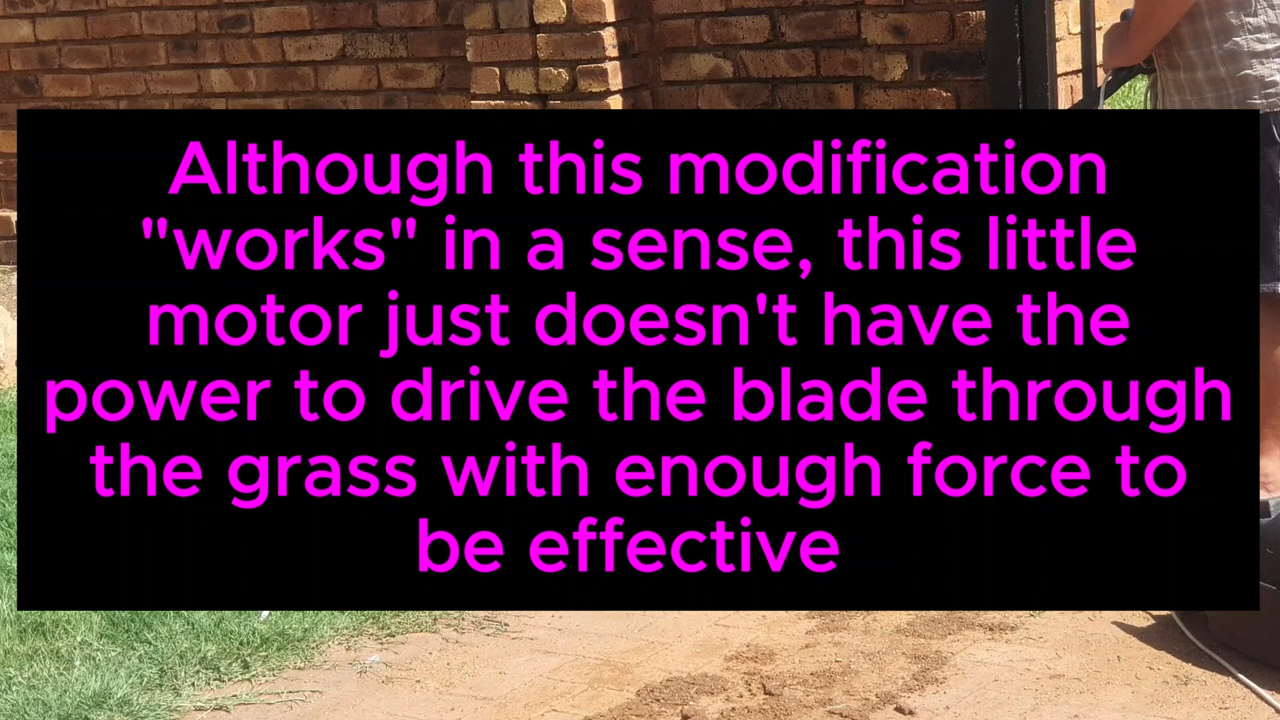 Although this modification
"works" in a sense, this little
motor just doesn't have the
power to drive the blade through
the grass with enough force to
be effective